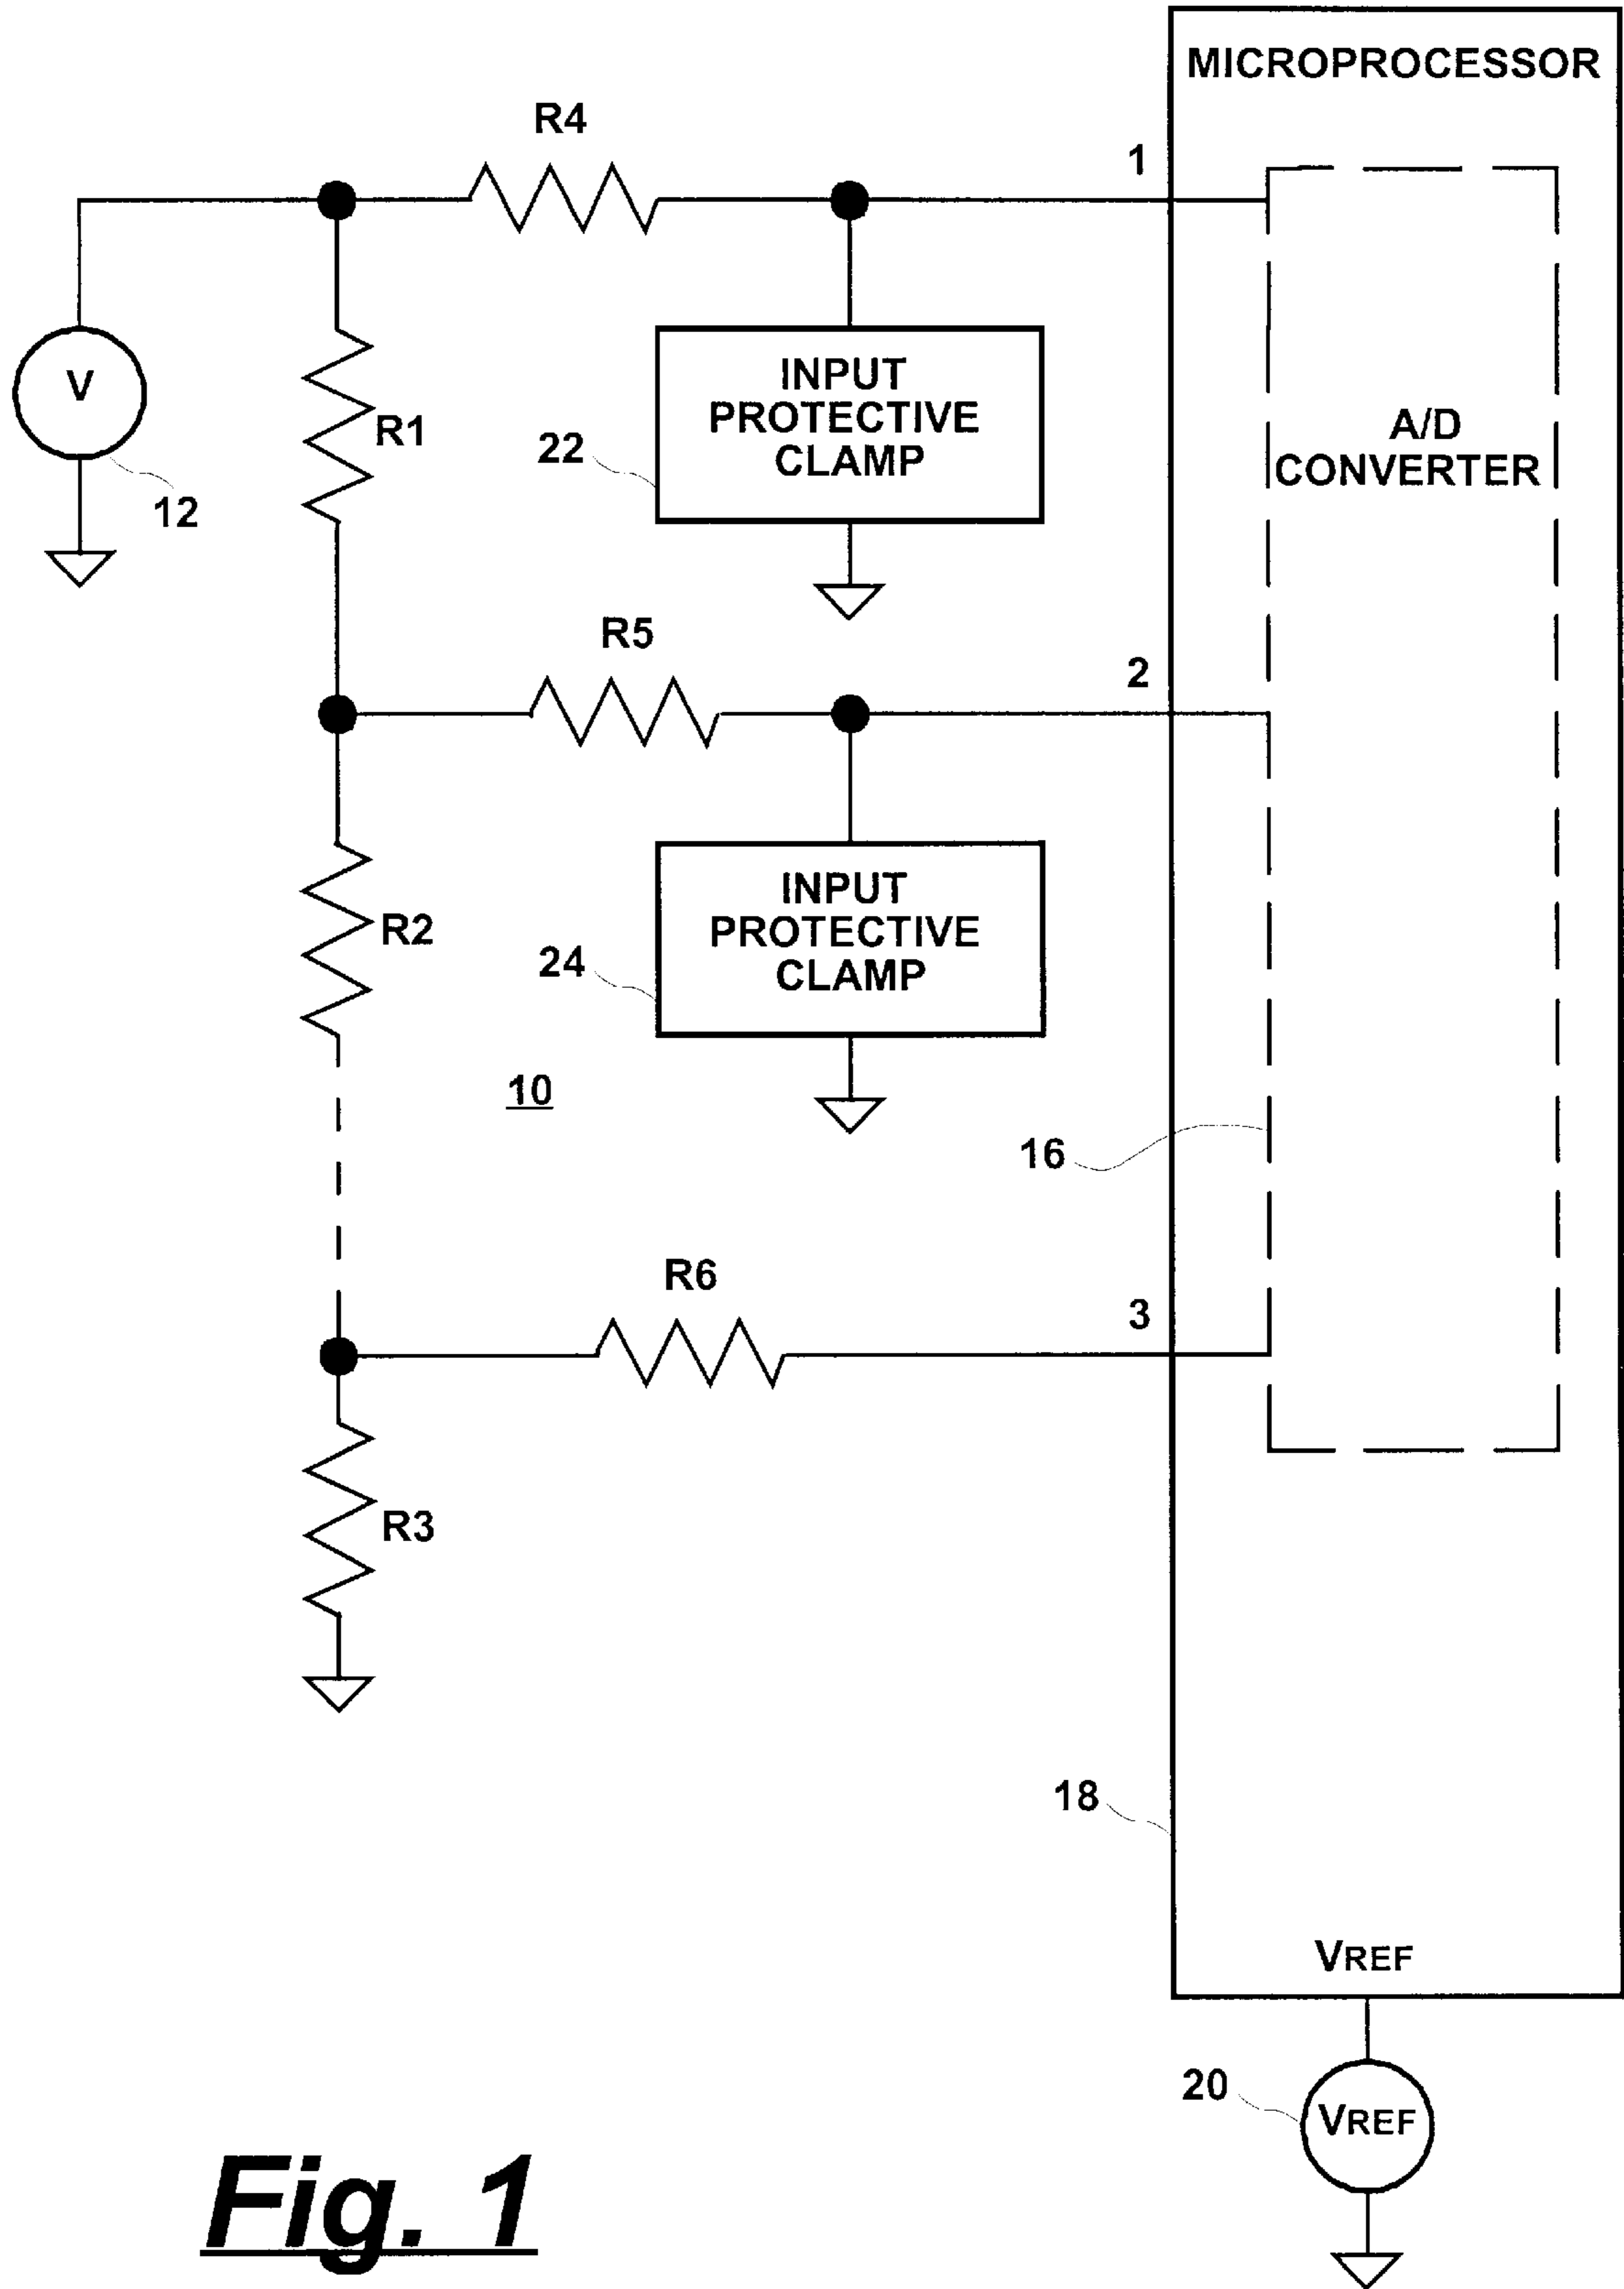 MICROPROCESSOR
R4
1
INPUT
PROTECTIVE
CLAMP
V
R1
22
A/D
CONVERTER
12
R5
2
INPUT
PROTECTIVE
CLAMP
R2
24
10
16
R6
3
R3
18
VREF
20
VREF
Fig. 1